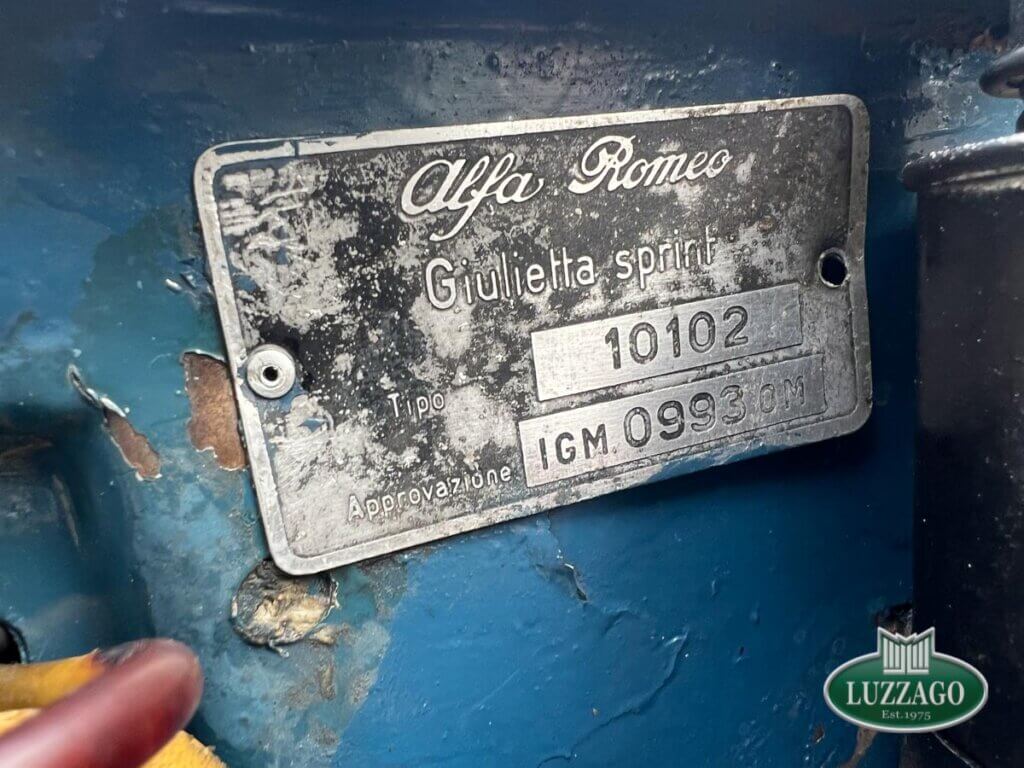 Alfa Romeo
Giulietta sprint
Tipo 10102
Approvazione IGM. 0993 OM
LUZZAGO
Est.1975